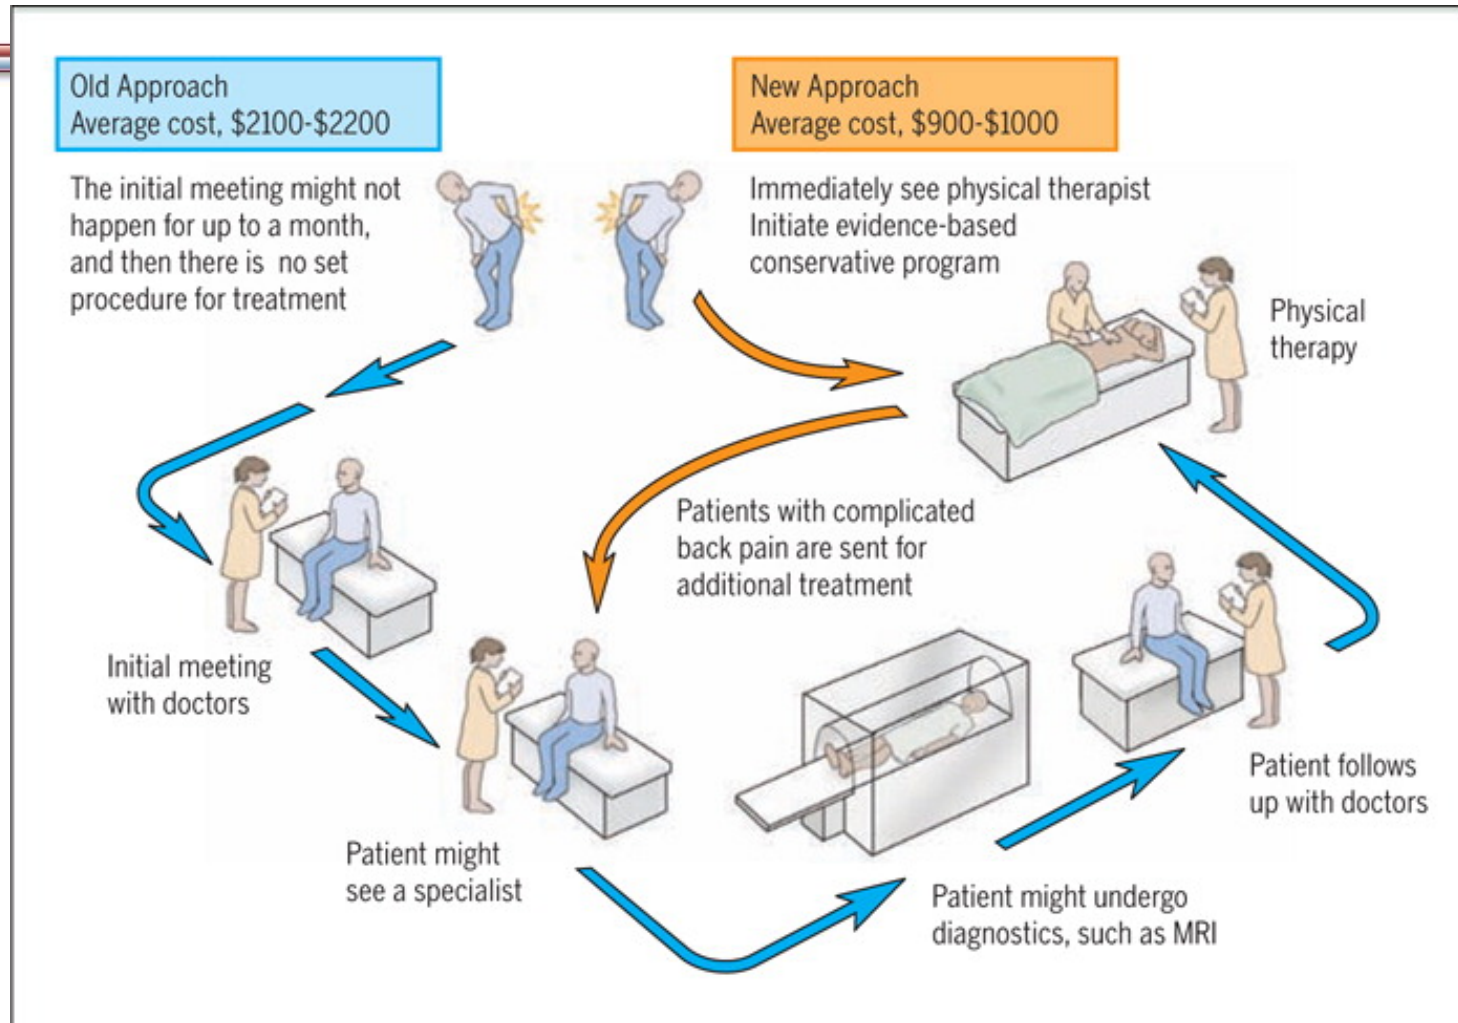 Old Approach
Average cost, $2100-$2200
The initial meeting might not
happen for up to a month,
and then there is no set
procedure for treatment
New Approach
Average cost, $900-$1000
Immediately see physical therapist
Initiate evidence-based
conservative program
Physical
therapy
Patients with complicated
back pain are sent for
additional treatment
Initial meeting
with doctors
Patient might
see a specialist
Patient might undergo
diagnostics, such as MRI
Patient follows
up with doctors